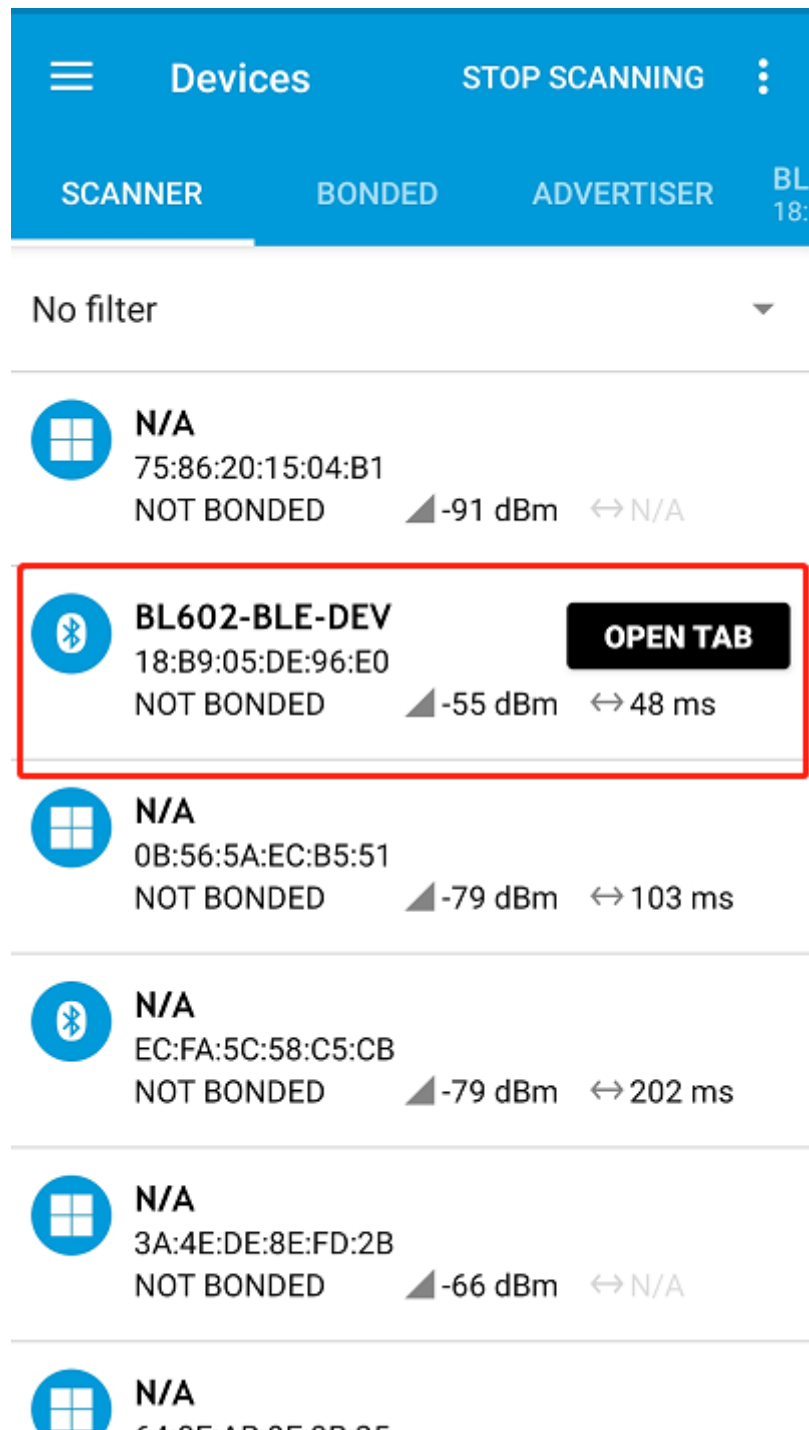 Devices STOP SCANNING
SCANNER BONDED ADVERTISER BL
18:
No filter
N/A
75:86:20:15:04:B1
NOT BONDED -91 dBm N/A
BL602-BLE-DEV
OPEN TAB
18:B9:05:DE:96:E0
NOT BONDED -55 dBm 48 ms
N/A
0B:56:5A:EC:B5:51
NOT BONDED -79 dBm 103 ms
N/A
EC:FA:5C:58:C5:CB
NOT BONDED -79 dBm 202 ms
N/A
3A:4E:DE:8E:FD:2B
NOT BONDED -66 dBm N/A
N/A